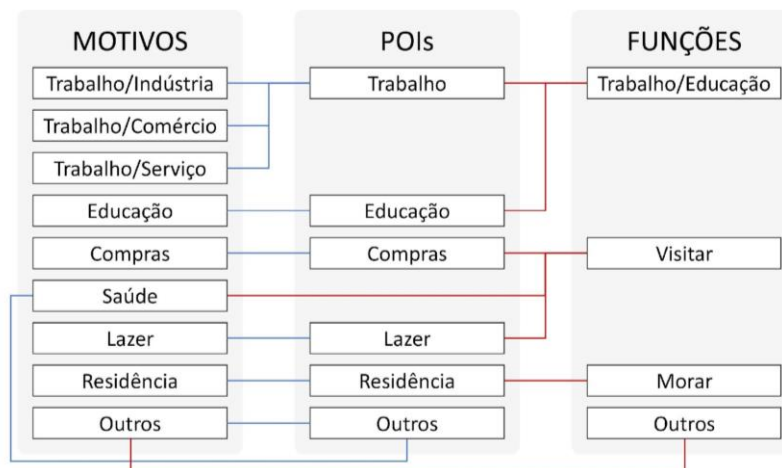 MOTIVOS POIs FUNÇÕES
Trabalho/Indústria Trabalho Trabalho/Educação
Trabalho/Comércio
Trabalho/Serviço
Educação Educação
Compras Compras Visitar
Saúde
Lazer Lazer
Residência Residência Morar
Outros Outros Outros